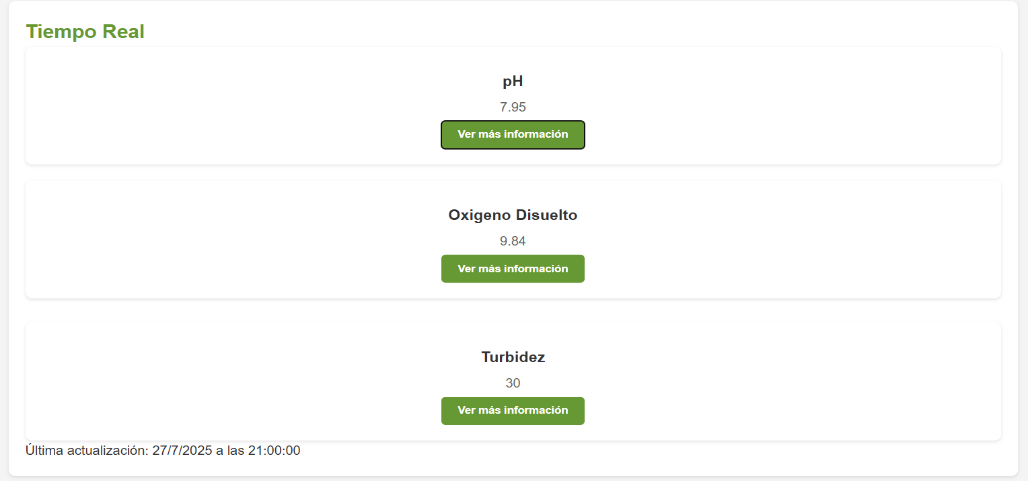 Tiempo Real
pH
7.95
Ver más información
Oxigeno Disuelto
9.84
Ver más información
Turbidez
30
Ver más información
Última actualización: 27/7/2025 a las 21:00:00